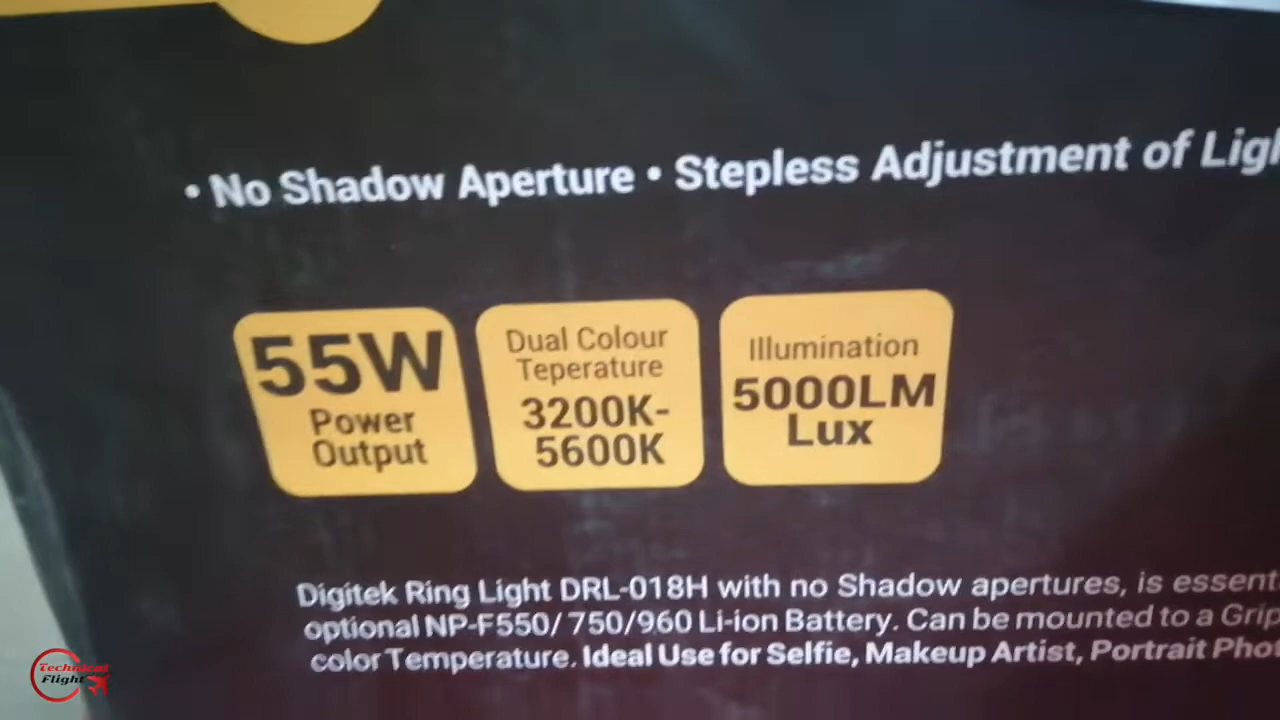 • No Shadow Aperture • Stepless Adjustment of Ligh
55W
Power
Output
Dual Colour
Teperature
3200K-
5600K
Illumination
5000LM
Lux
Digitek Ring Light DRL-018H with no Shadow apertures, is essent
optional NP-F550/ 750/960 Li-ion Battery. Can be mounted to a Grip
color Temperature. Ideal Use for Selfie, Makeup Artist, Portrait Phot
Technical
Flight